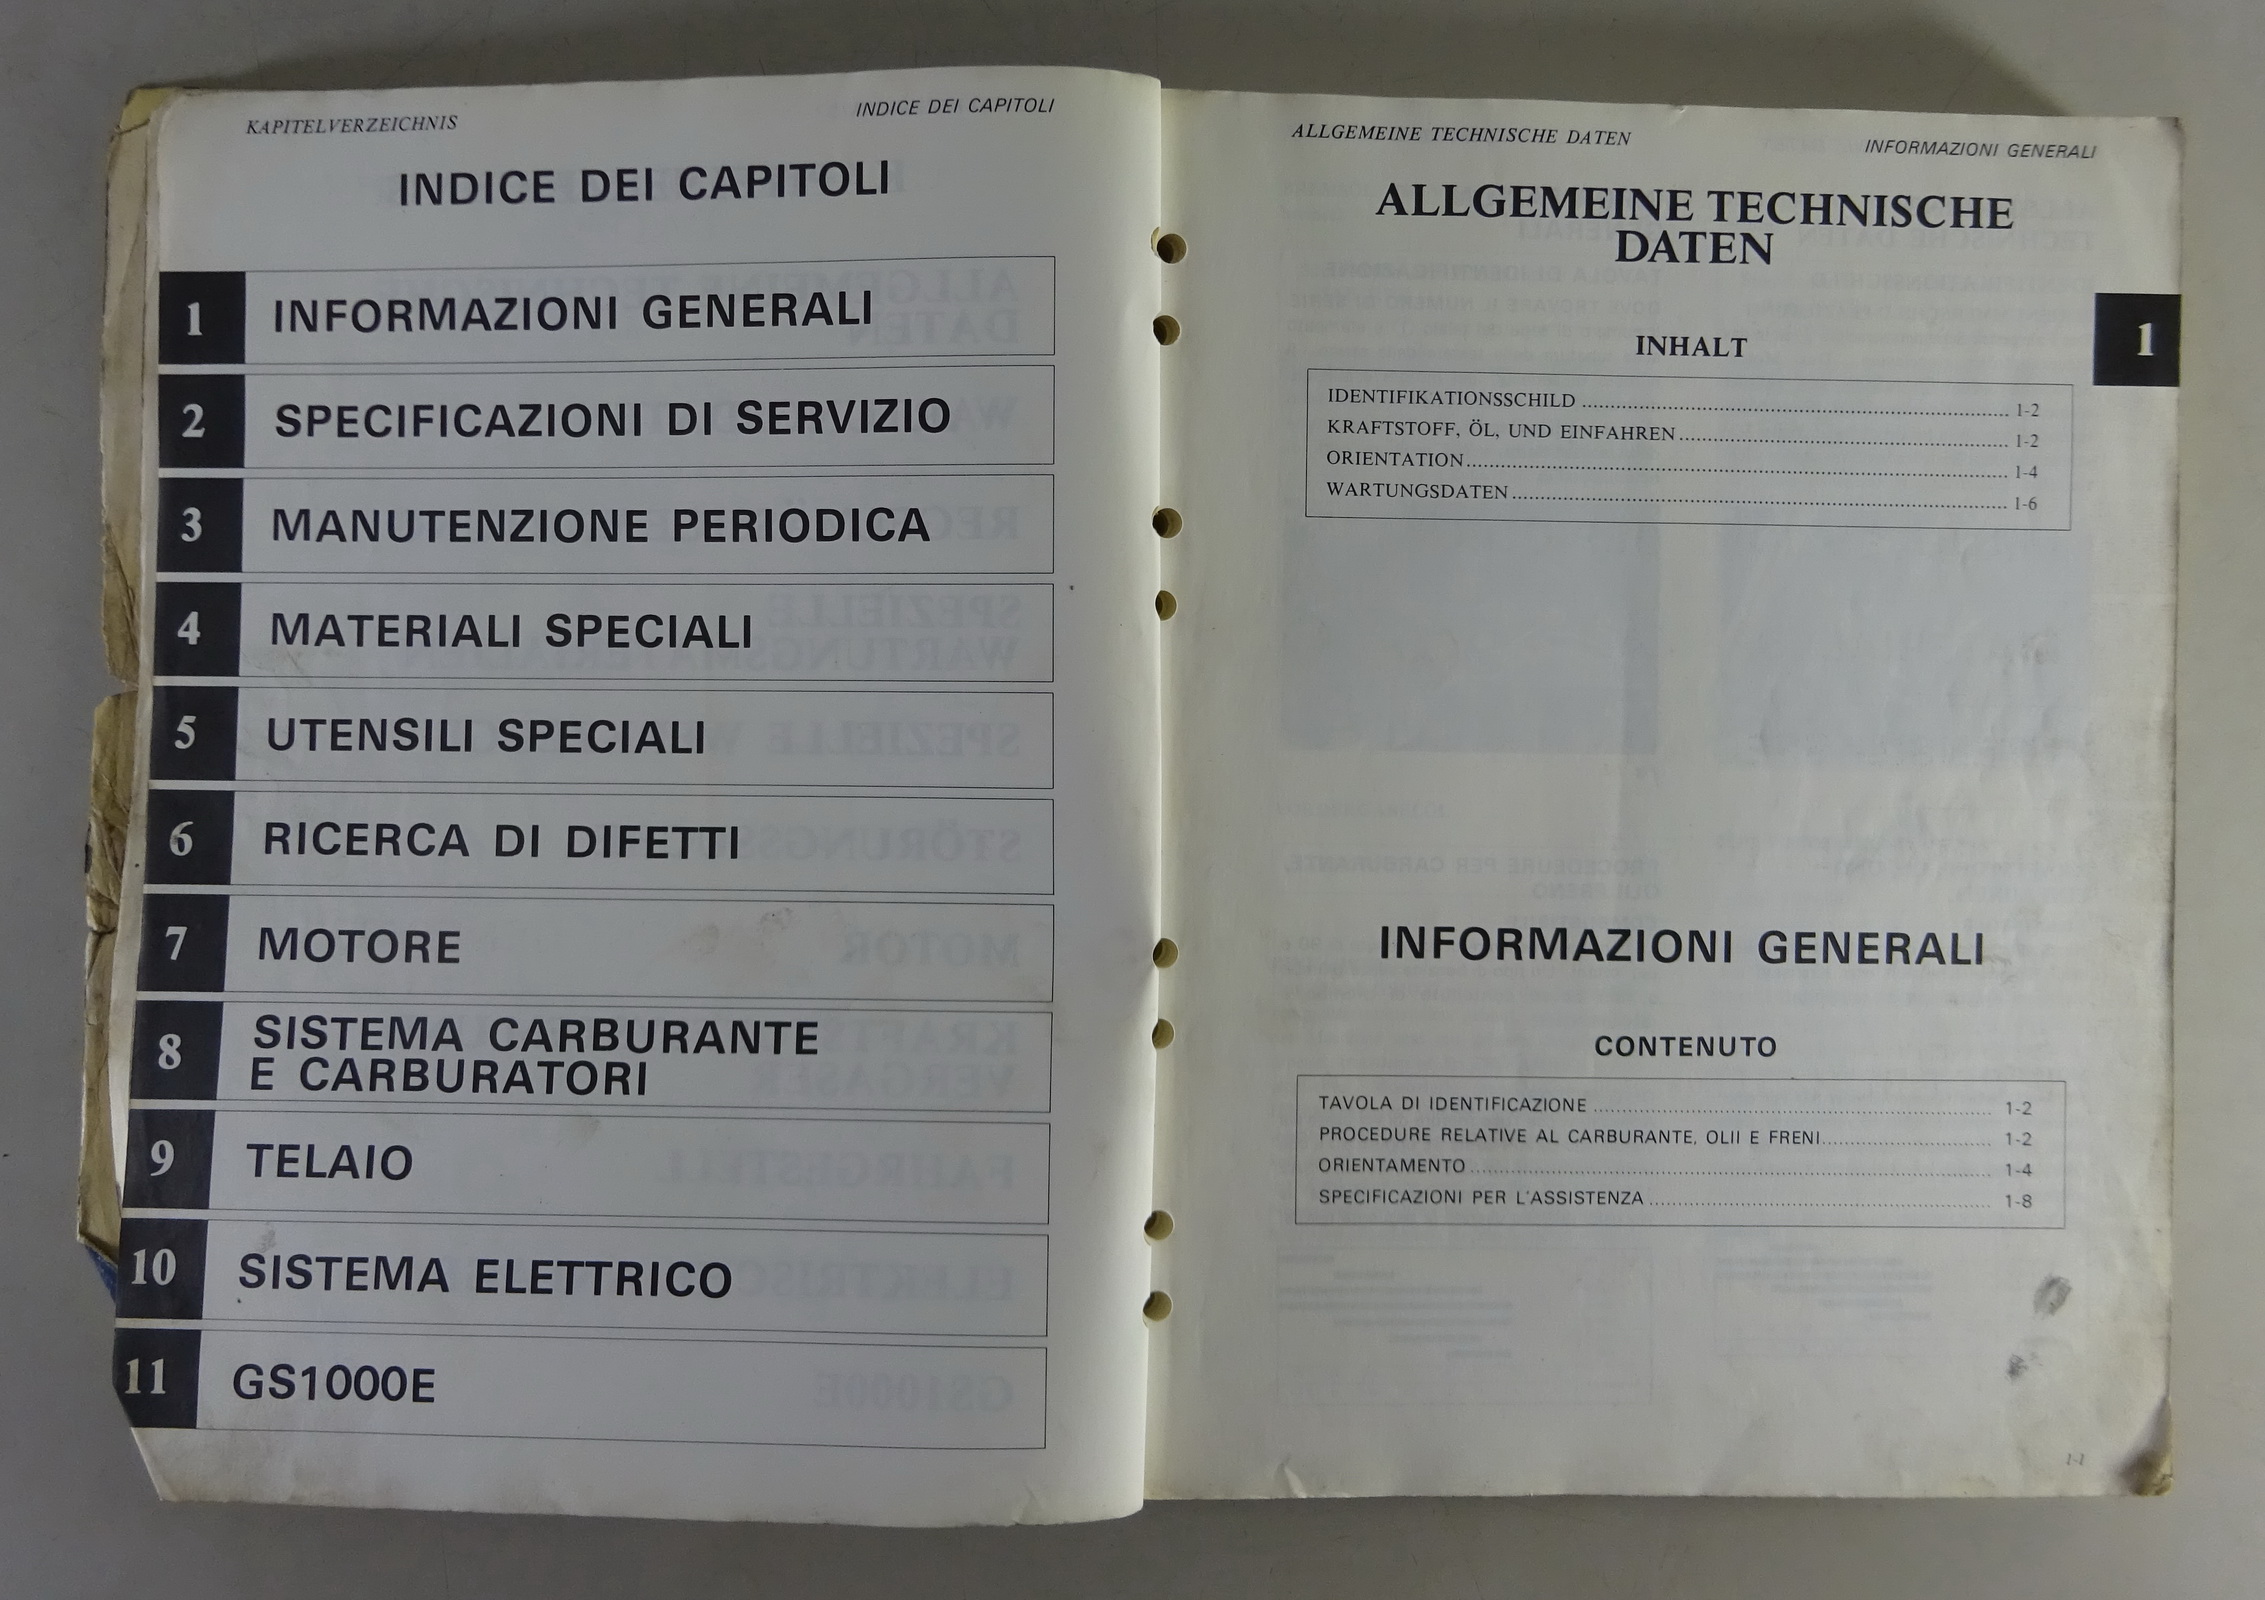 KAPITELVERZEICHNIS
INDICE DEI CAPITOLI
INDICE DEI CAPITOLI
1 INFORMAZIONI GENERALI
2 SPECIFICAZIONI DI SERVIZIO
3 MANUTENZIONE PERIODICA
4 MATERIALI SPECIALI
5 UTENSILI SPECIALI
6 RICERCA DI DIFETTI
7 MOTORE
8 SISTEMA CARBURANTE
E CARBURATORI
9 TELAIO
10 SISTEMA ELETTRICO
11 GS1000E
ALLGEMEINE TECHNISCHE DATEN
INFORMAZIONI GENERALI
ALLGEMEINE TECHNISCHE
DATEN
1
INHALT
IDENTIFIKATIONSSCHILD 1-2
KRAFTSTOFF, ÖL, UND EINFAHREN 1-2
ORIENTATION 1-4
WARTUNGSDATEN 1-6
INFORMAZIONI GENERALI
CONTENUTO
TAVOLA DI IDENTIFICAZIONE 1-2
PROCEDURE RELATIVE AL CARBURANTE, OLII E FRENI 1-2
ORIENTAMENTO 1-4
SPECIFICAZIONI PER L'ASSISTENZA 1-8
1-1